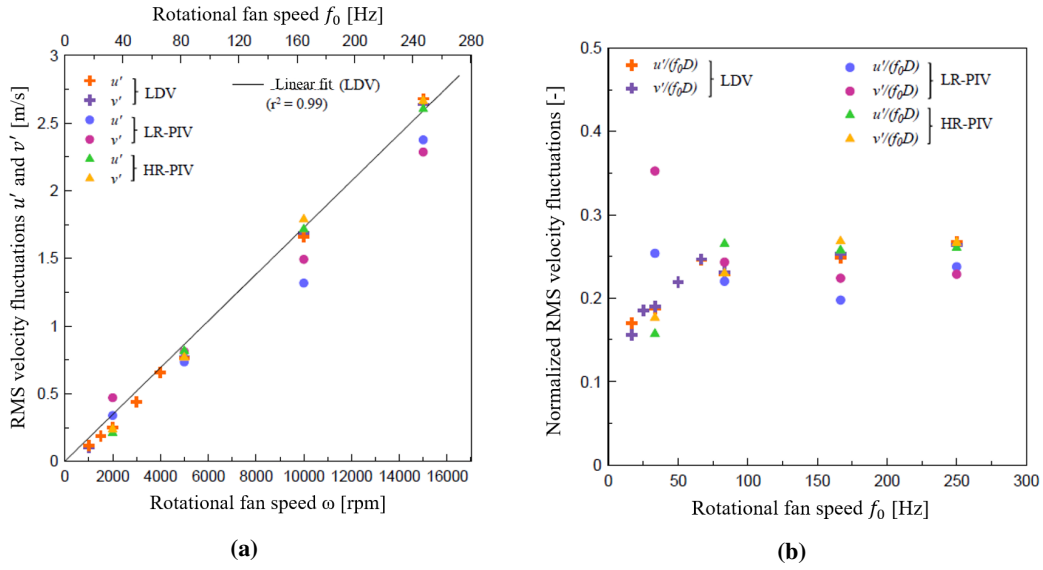 Rotational fan speed f₀ [Hz]
0 40 80 120 160 200 240 280
RMS velocity fluctuations u′ and v′ [m/s]
3
2.5
2
1.5
1
0.5
0
u′
v′
LDV
u′
v′
LR-PIV
u′
v′
HR-PIV
Linear fit (LDV)
(r² = 0.99)
0 2000 4000 6000 8000 10000 12000 14000 16000
Rotational fan speed ω [rpm]
(a)
Normalized RMS velocity fluctuations [-]
0.5
0.4
0.3
0.2
0.1
0
u'/(f₀D)
v'/(f₀D)
LDV
u'/(f₀D)
v'/(f₀D)
LR-PIV
u'/(f₀D)
v'/(f₀D)
HR-PIV
0 50 100 150 200 250 300
Rotational fan speed f₀ [Hz]
(b)